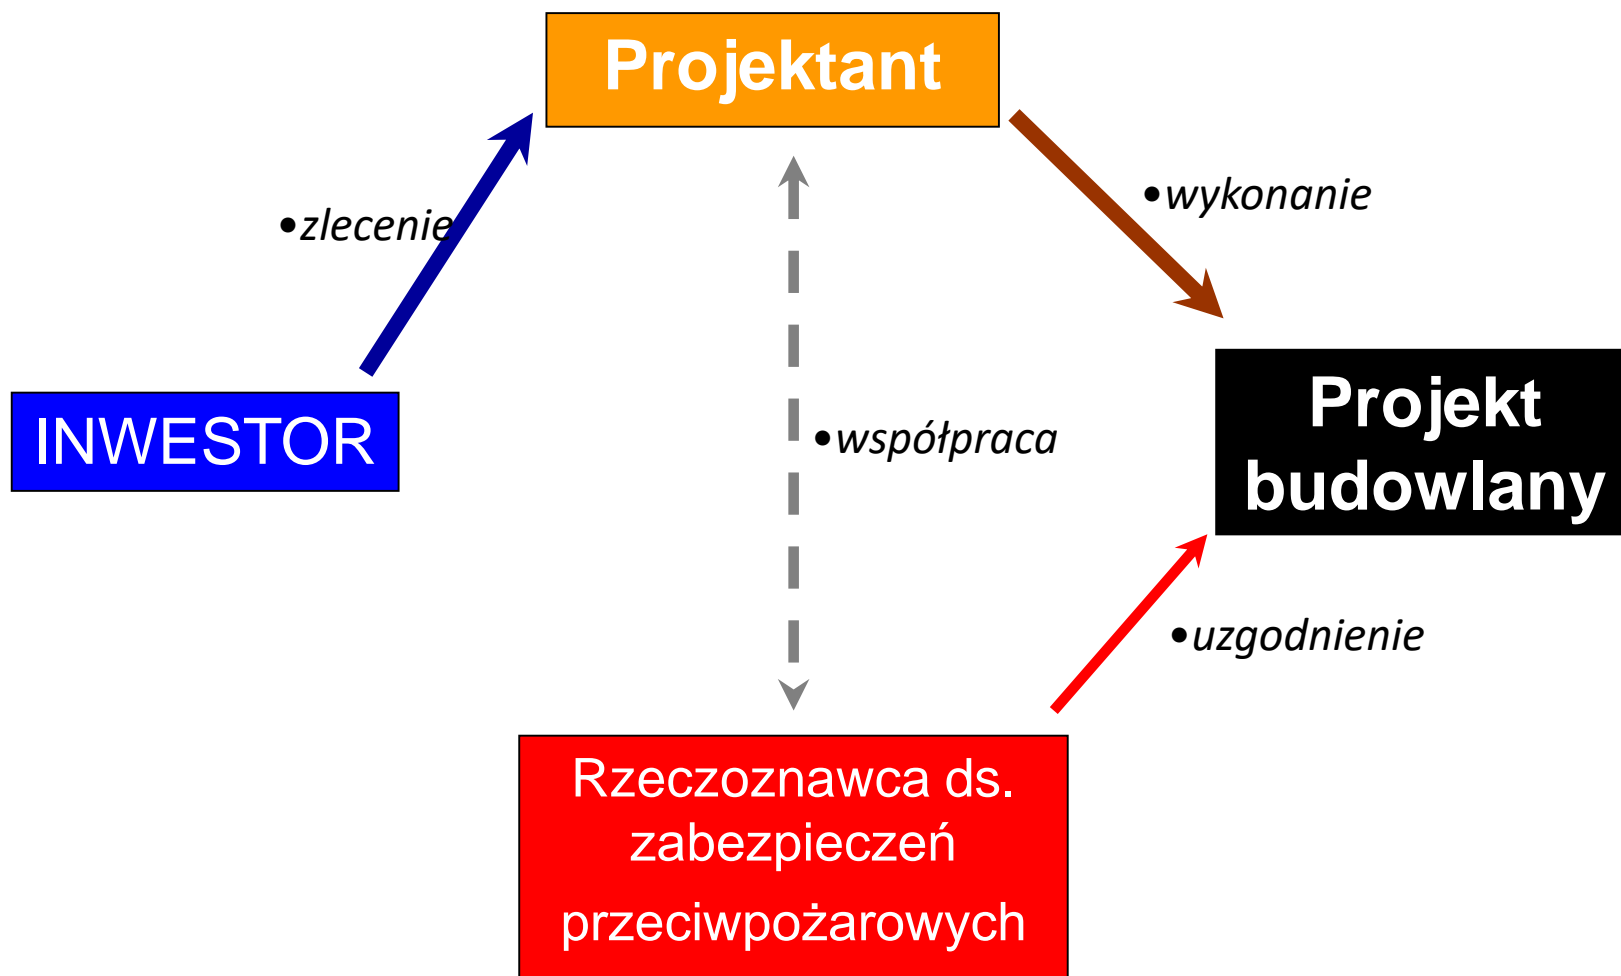 Projektant
•wykonanie
•zlecenie
INWESTOR
•współpraca
Projekt
budowlany
•uzgodnienie
Rzeczoznawca ds.
zabezpieczeń
przeciwpożarowych